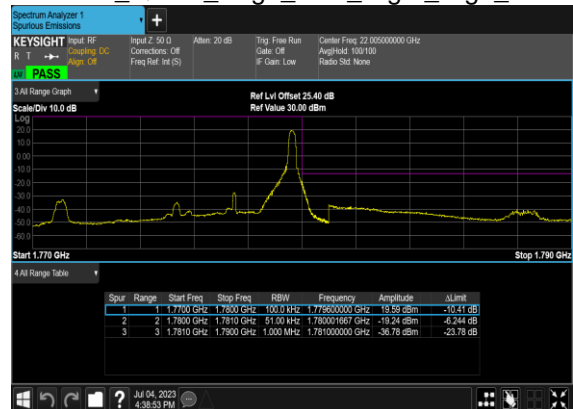 Spectrum Analyzer 1
Spurious Emissions
+
KEYSIGHT Input: RF
R T Coupling: DC
Align: Off
LXI PASS
Input Z: 50 Ω
Corrections: Off
Freq Ref: Int (S)
Atten: 20 dB
Trig: Free Run
Gate: Off
IF Gain: Low
Center Freq: 22.005000000 GHz
Avg|Hold: 100/100
Radio Std: None
3 All Range Graph
Scale/Div 10.0 dB
Ref Lvl Offset 25.40 dB
Ref Value 30.00 dBm
Log
20.0
10.0
0.00
-10.0
-20.0
-30.0
-40.0
-50.0
-60.0
Start 1.770 GHz
Stop 1.790 GHz
4 All Range Table
Spur Range Start Freq Stop Freq RBW Frequency Amplitude ΔLimit
1 1 1.7700 GHz 1.7800 GHz 100.0 kHz 1.779600000 GHz 19.59 dBm -10.41 dB
2 2 1.7800 GHz 1.7810 GHz 51.00 kHz 1.780001667 GHz -19.24 dBm -6.244 dB
3 3 1.7810 GHz 1.7900 GHz 1.000 MHz 1.781000000 GHz -36.78 dBm -23.78 dB
?
Jul 04, 2023
4:38:53 PM